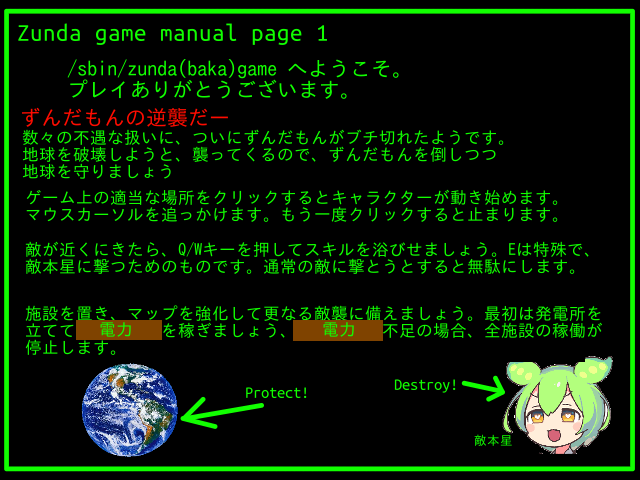 Zunda game manual page 1
/sbin/zunda(baka)game へようこそ。
プレイありがとうございます。
ずんだもんの逆襲だー
数々の不遇な扱いに、ついにずんだもんがブチ切れたようです。
地球を破壊しようと、襲ってくるので、ずんだもんを倒しつつ
地球を守りましょう
ゲーム上の適当な場所をクリックするとキャラクターが動き始めます。
マウスカーソルを追っかけます。もう一度クリックすると止まります。
敵が近くにきたら、Q/Wキーを押してスキルを浴びせましょう。Eは特殊で、
敵本星に撃つためのものです。通常の敵に撃とうとすると無駄にします。
施設を置き、マップを強化して更なる敵襲に備えましょう。最初は発電所を
立てて 電力 を稼ぎましょう、 電力 不足の場合、全施設の稼働が
停止します。
Protect!
Destroy!
敵本星